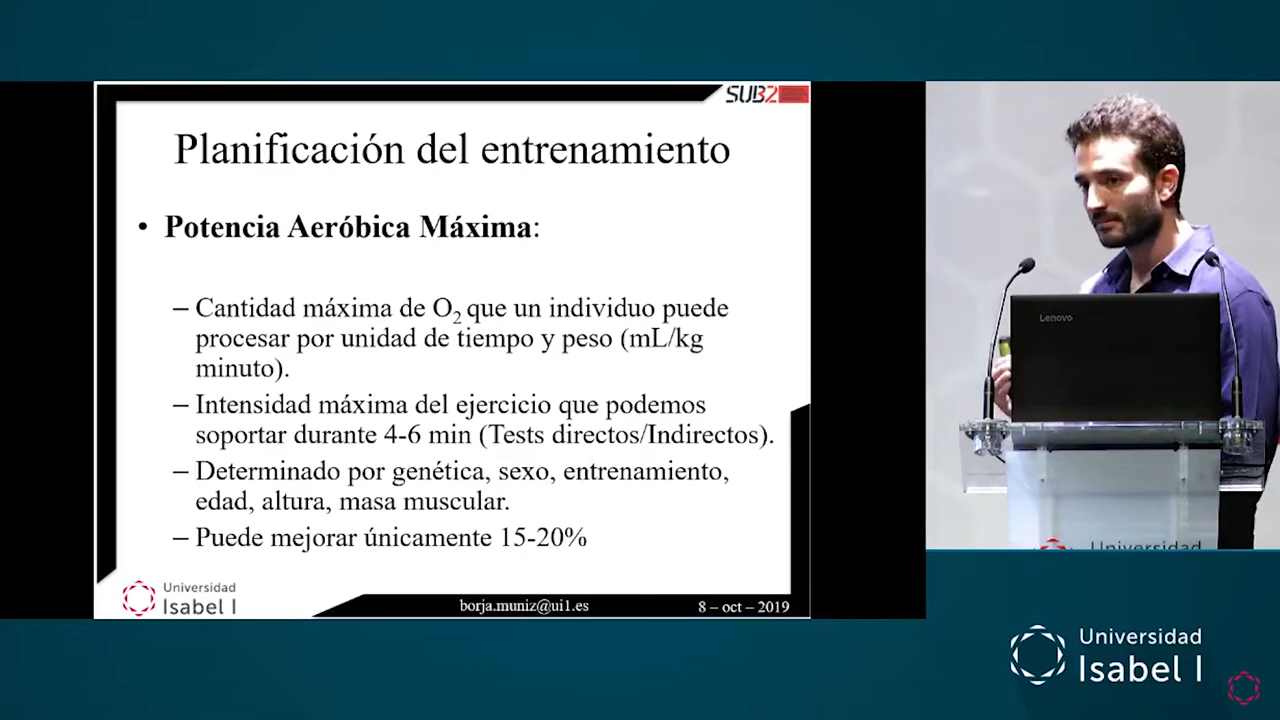 SUB2
Planificación del entrenamiento
• Potencia Aeróbica Máxima:
– Cantidad máxima de O₂ que un individuo puede
procesar por unidad de tiempo y peso (mL/kg
minuto).
– Intensidad máxima del ejercicio que podemos
soportar durante 4-6 min (Tests directos/Indirectos).
– Determinado por genética, sexo, entrenamiento,
edad, altura, masa muscular.
– Puede mejorar únicamente 15-20%
Universidad
Isabel I
borja.muniz@ui1.es
8 – oct – 2019
Lenovo
Universidad
Universidad
Isabel I